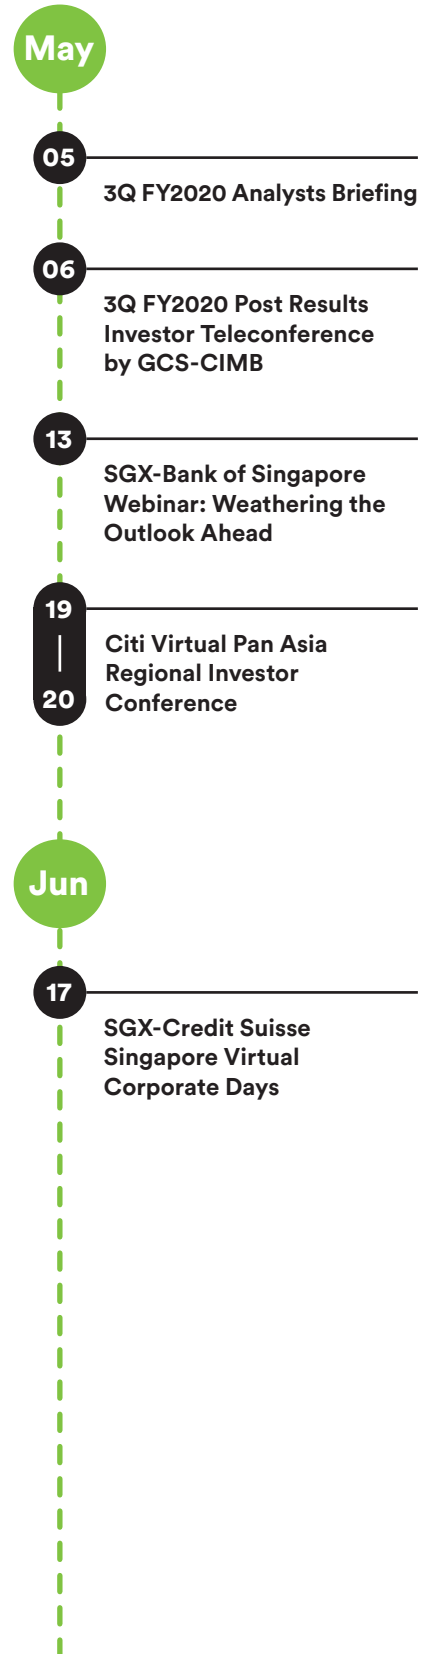 May
05
3Q FY2020 Analysts Briefing
06
3Q FY2020 Post Results
Investor Teleconference
by GCS-CIMB
13
SGX-Bank of Singapore
Webinar: Weathering the
Outlook Ahead
19
20
Citi Virtual Pan Asia
Regional Investor
Conference
Jun
17
SGX-Credit Suisse
Singapore Virtual
Corporate Days